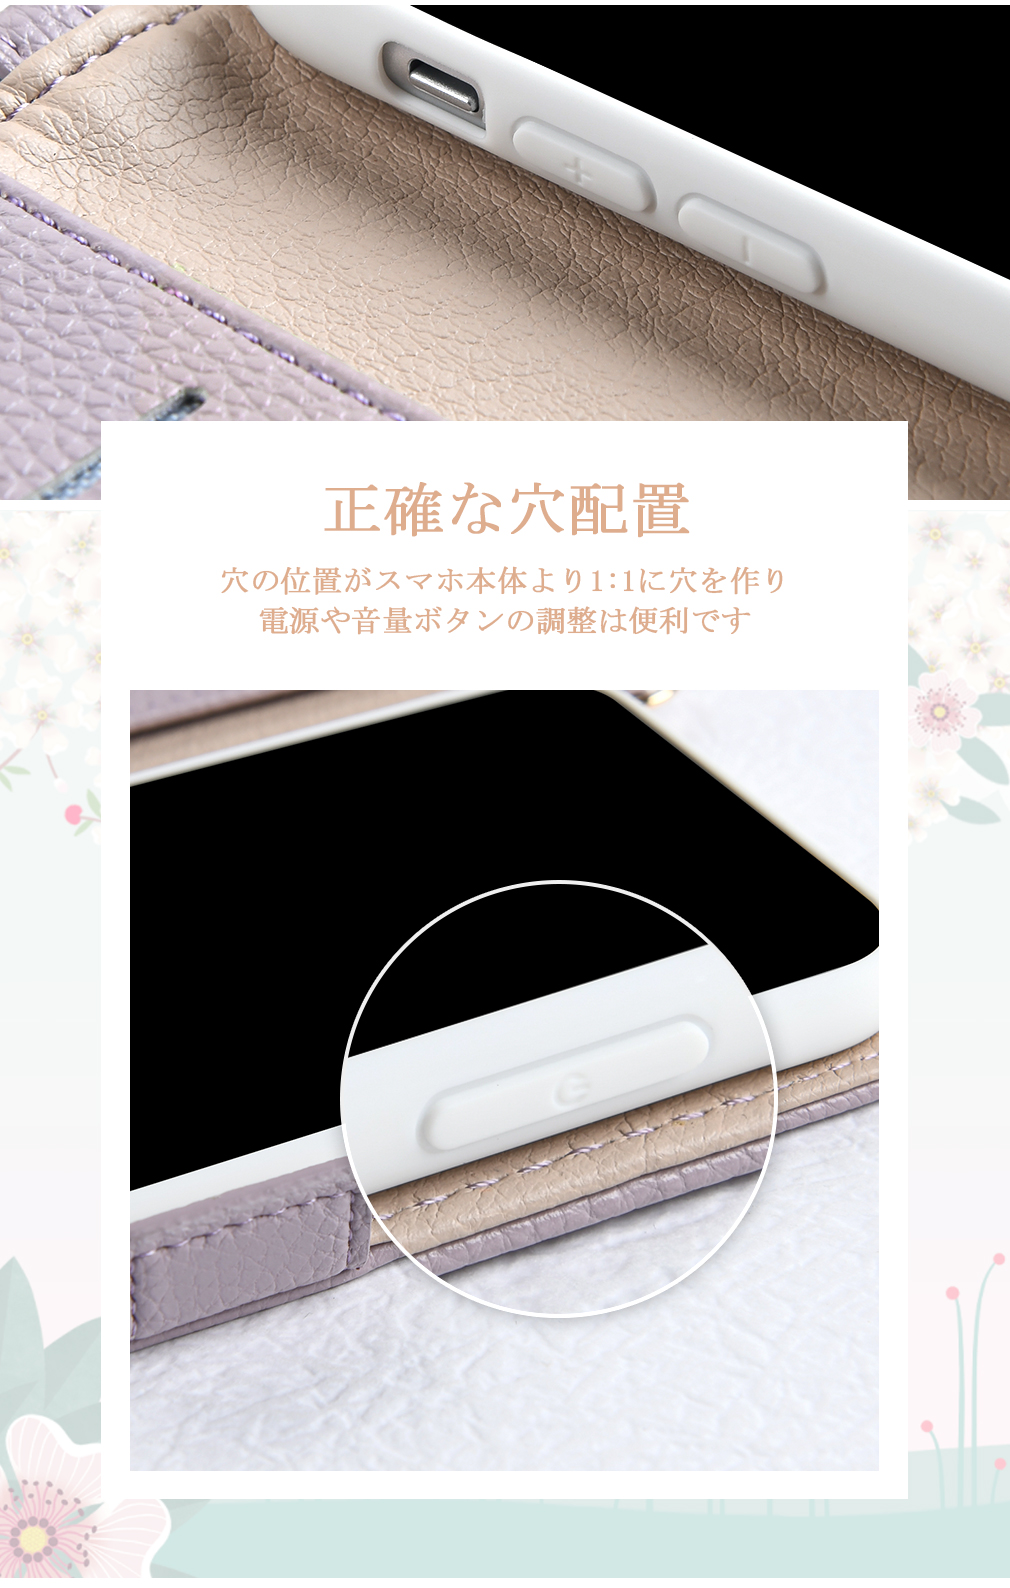 +
−
正確な穴配置
穴の位置がスマホ本体より1:1に穴を作り
電源や音量ボタンの調整は便利です